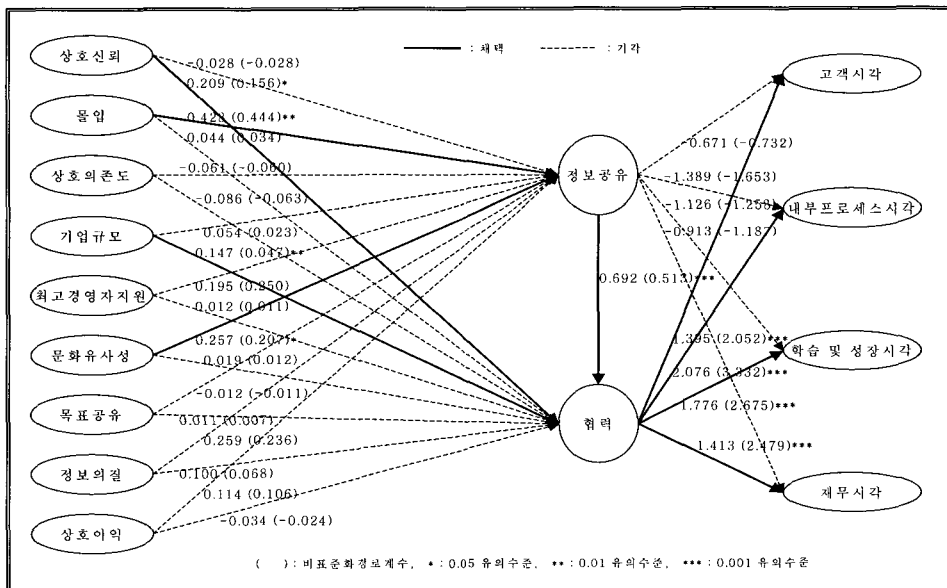 ——— : 채택 ------- : 기각
상호신뢰
몰입
상호의존도
기업규모
최고경영자지원
문화유사성
목표공유
정보의질
상호이익
-0.028 (-0.028)
0.209 (0.156) *
0.423 (0.444)**
0.044 (0.034)
-0.061 (-0.060)
-0.086 (-0.063)
0.054 (0.023)
0.147 (0.047)**
0.195 (0.250)
0.012 (0.011)
0.257 (0.207)*
0.019 (0.012)
-0.012 (-0.011)
0.011 (0.007)
0.259 (0.236)
0.100 (0.068)
0.114 (0.106)
-0.034 (-0.024)
정보공유
0.692 (0.513)***
협력
-0.671 (-0.732)
-1.389 (-1.653)
-1.126 (-1.258)
-0.913 (-1.187)
1.395 (2.052)***
2.076 (3.332)***
1.776 (2.675)***
1.413 (2.479)***
고객시각
내부프로세스시각
학습 및 성장시각
재무시각
( ): 비표준화경로계수, * : 0.05 유의수준, ** : 0.01 유의수준, *** : 0.001 유의수준